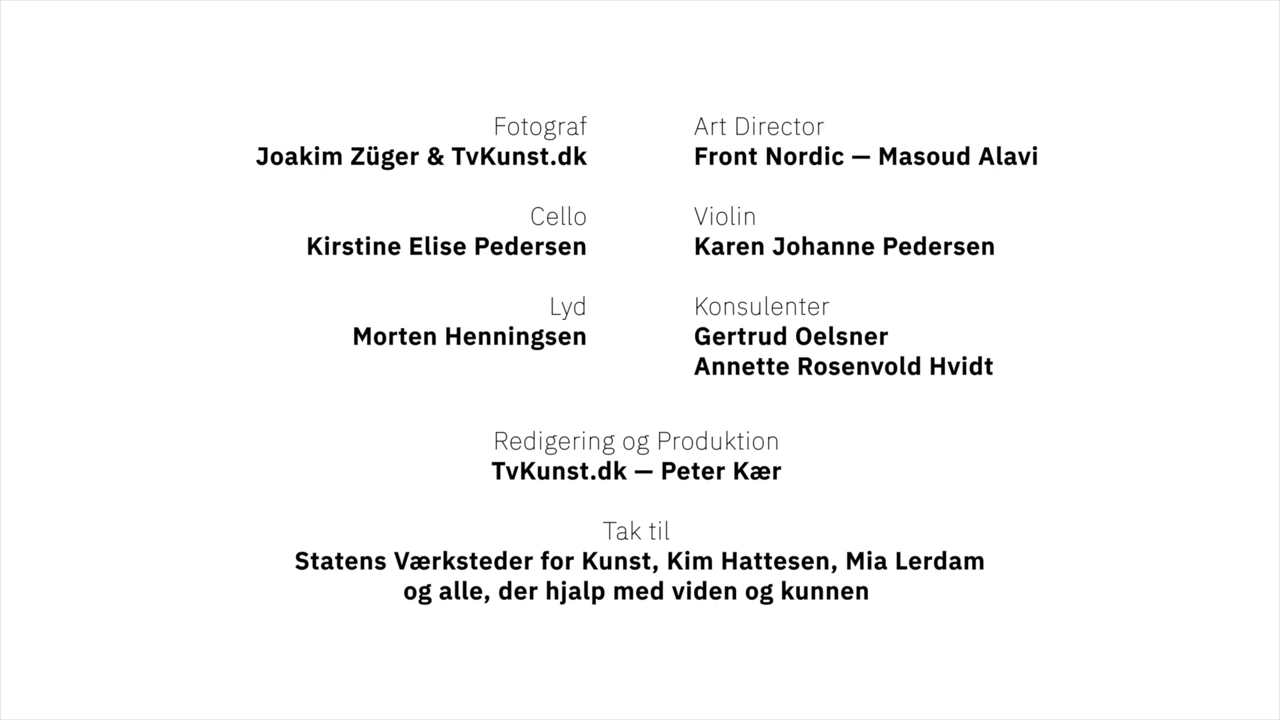 Fotograf
Joakim Züger & TvKunst.dk
Art Director
Front Nordic — Masoud Alavi
Cello
Kirstine Elise Pedersen
Violin
Karen Johanne Pedersen
Lyd
Morten Henningsen
Konsulenter
Gertrud Oelsner
Annette Rosenvold Hvidt
Redigering og Produktion
TvKunst.dk — Peter Kær
Tak til
Statens Værksteder for Kunst, Kim Hattesen, Mia Lerdam
og alle, der hjalp med viden og kunnen